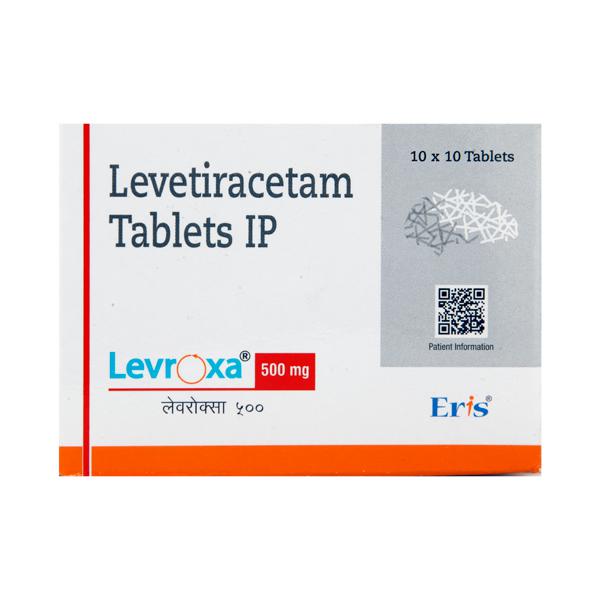 Levetiracetam
Tablets IP
10 x 10 Tablets
Patient Information
Levroxa® 500 mg
लेवरोक्सा ५००
Eris®